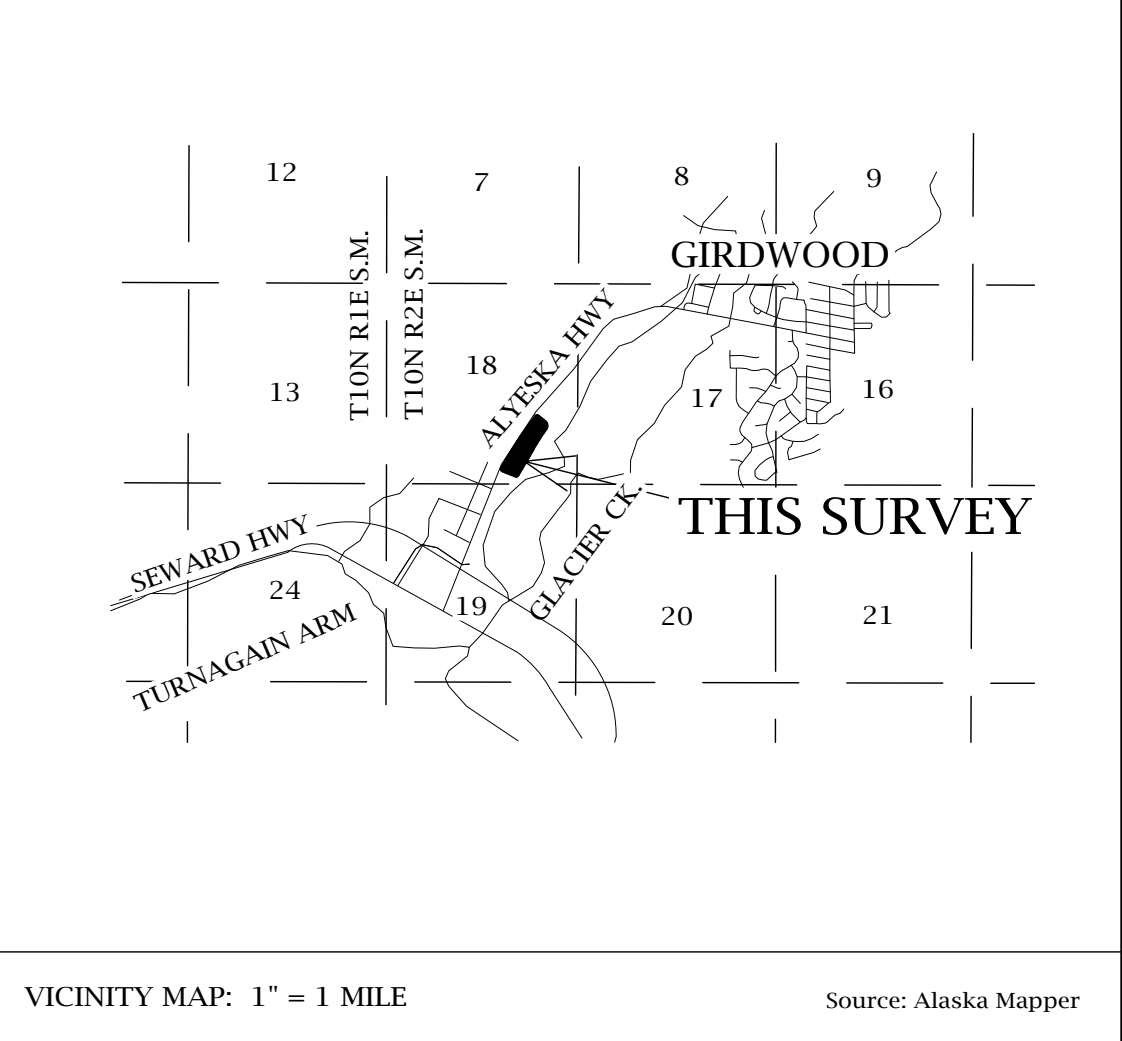 12
7
8
9
T10N R1E S.M.
T10N R2E S.M.
GIRDWOOD
ALYESKA HWY
18
13
17
16
THIS SURVEY
SEWARD HWY
GLACIER CK.
24
19
20
21
TURNAGAIN ARM
VICINITY MAP: 1" = 1 MILE
Source: Alaska Mapper